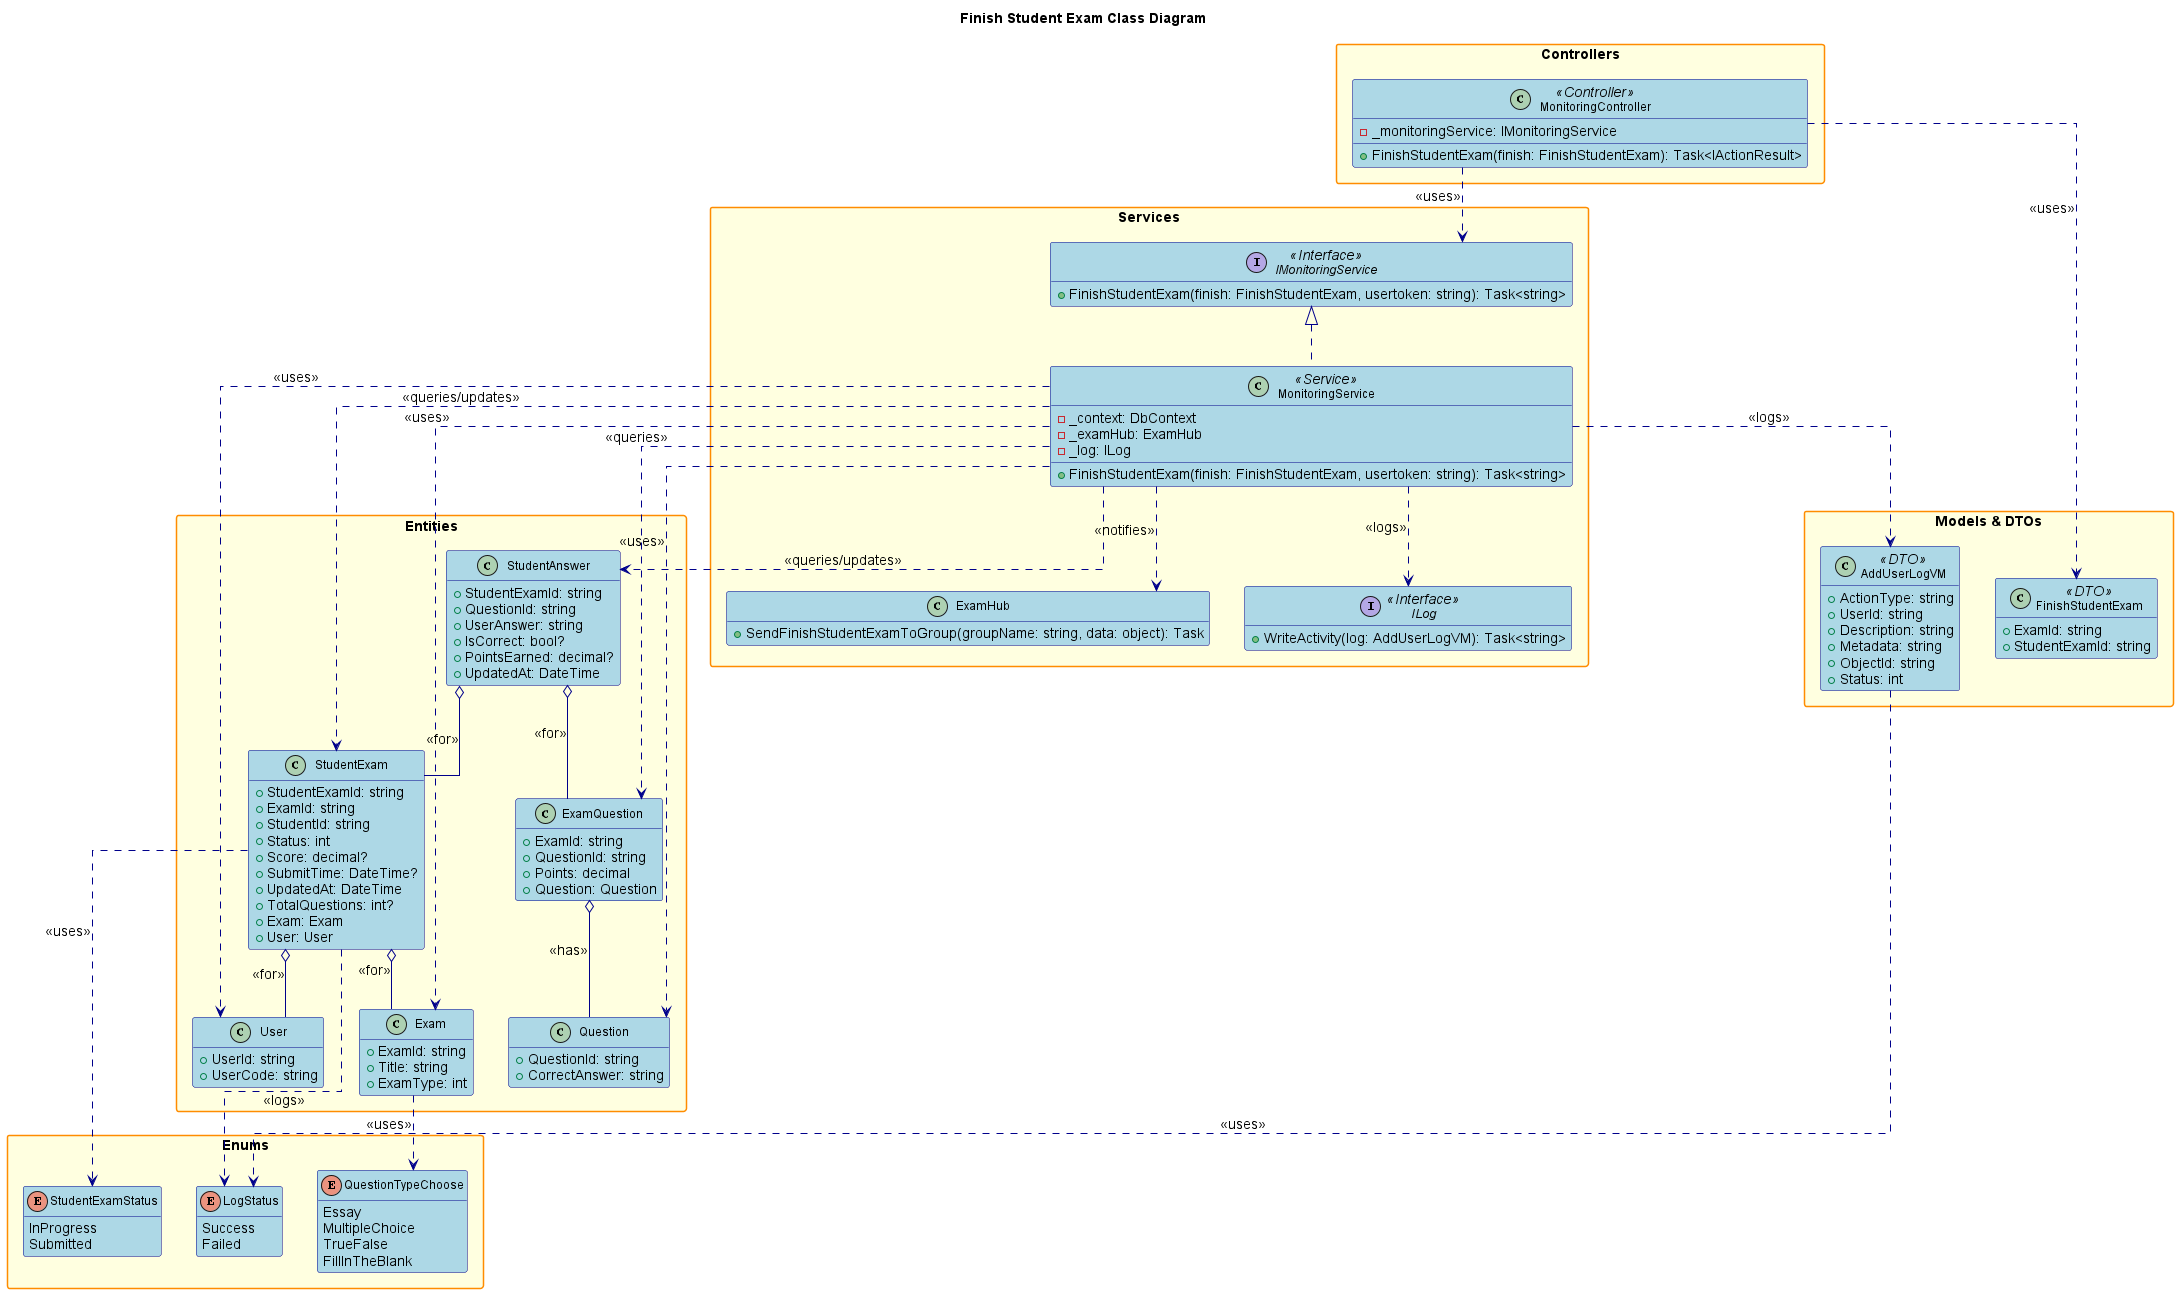 Finish Student Exam Class Diagram
Controllers
C
«Controller»
MonitoringController
_monitoringService: IMonitoringService
FinishStudentExam(finish: FinishStudentExam): Task<IActionResult>
«uses»
«uses»
Services
I
«Interface»
IMonitoringService
FinishStudentExam(finish: FinishStudentExam, usertoken: string): Task<string>
C
«Service»
MonitoringService
_context: DbContext
_examHub: ExamHub
_log: ILog
FinishStudentExam(finish: FinishStudentExam, usertoken: string): Task<string>
«uses»
«queries/updates»
«uses»
«queries»
«logs»
«notifies»
«logs»
«uses»
«queries/updates»
C
ExamHub
SendFinishStudentExamToGroup(groupName: string, data: object): Task
I
«Interface»
ILog
WriteActivity(log: AddUserLogVM): Task<string>
Models & DTOs
C
«DTO»
AddUserLogVM
ActionType: string
UserId: string
Description: string
Metadata: string
ObjectId: string
Status: int
C
«DTO»
FinishStudentExam
ExamId: string
StudentExamId: string
Entities
C
StudentAnswer
StudentExamId: string
QuestionId: string
UserAnswer: string
IsCorrect: bool?
PointsEarned: decimal?
UpdatedAt: DateTime
«for»
«for»
C
StudentExam
StudentExamId: string
ExamId: string
StudentId: string
Status: int
Score: decimal?
SubmitTime: DateTime?
UpdatedAt: DateTime
TotalQuestions: int?
Exam: Exam
User: User
C
ExamQuestion
ExamId: string
QuestionId: string
Points: decimal
Question: Question
«uses»
«for»
«for»
«has»
C
User
UserId: string
UserCode: string
C
Exam
ExamId: string
Title: string
ExamType: int
C
Question
QuestionId: string
CorrectAnswer: string
«logs»
«uses»
«uses»
Enums
E
StudentExamStatus
InProgress
Submitted
E
LogStatus
Success
Failed
E
QuestionTypeChoose
Essay
MultipleChoice
TrueFalse
FillInTheBlank